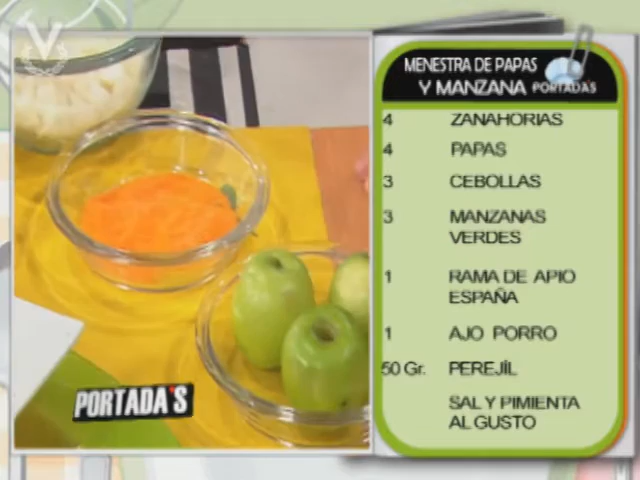 V
MENESTRA DE PAPAS
Y MANZANA PORTADA'S
4 ZANAHORIAS
4 PAPAS
3 CEBOLLAS
3 MANZANAS
VERDES
1 RAMA DE APIO
ESPAÑA
1 AJO PORRO
50 Gr. PEREJÍL
SAL Y PIMIENTA
AL GUSTO
PORTADA'S